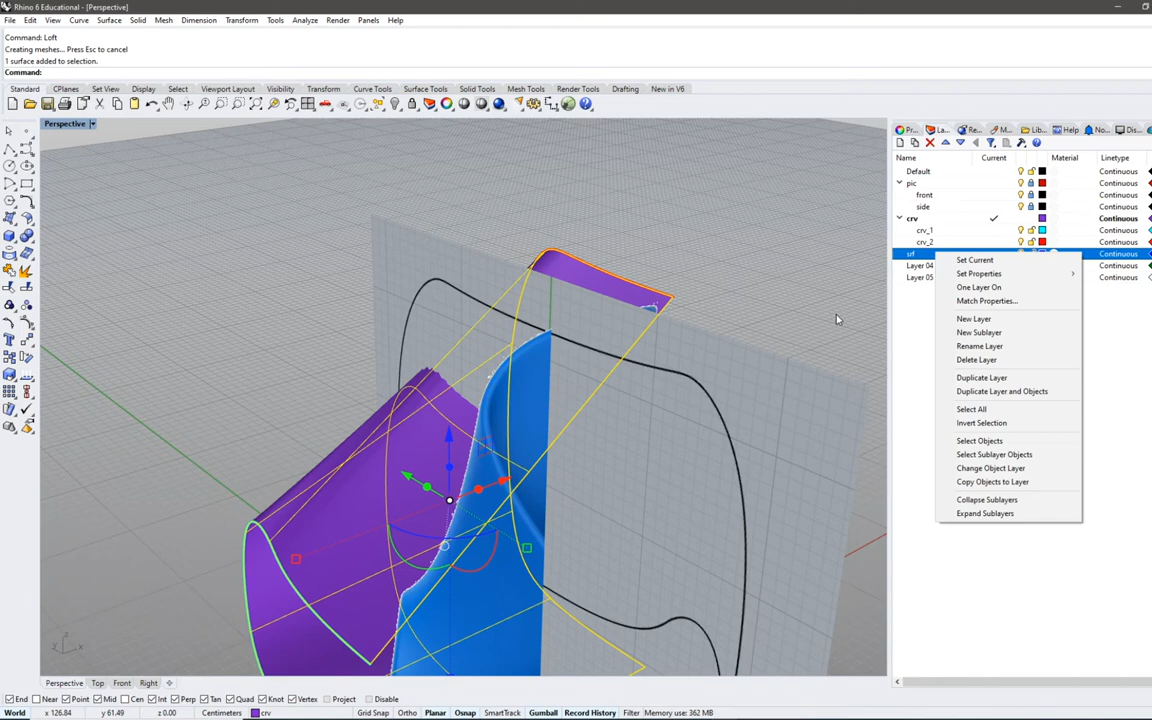 Rhino 6 Educational - [Perspective]
File Edit View Curve Surface Solid Mesh Dimension Transform Tools Analyze Render Panels Help
Command: Loft
Creating meshes... Press Esc to cancel
1 surface added to selection.
Command:
Standard CPlanes Set View Display Select Viewport Layout Visibility Transform Curve Tools Surface Tools Solid Tools Mesh Tools Render Tools Drafting New in V6
Perspective
Pr... La... Re... M... Lib... Help No... Dis...
Name Current Material Linetype
Default Continuous
pic Continuous
front Continuous
side Continuous
crv Continuous
crv_1 Continuous
crv_2 Continuous
srf Continuous
Layer 04 Continuous
Layer 05 Continuous
Set Current
Set Properties
One Layer On
Match Properties...
New Layer
New Sublayer
Rename Layer
Delete Layer
Duplicate Layer
Duplicate Layer and Objects
Select All
Invert Selection
Select Objects
Select Sublayer Objects
Change Object Layer
Copy Objects to Layer
Collapse Sublayers
Expand Sublayers
z
y x
Perspective Top Front Right
End Near Point Mid Cen Int Perp Tan Quad Knot Vertex Project Disable
World x 126.84 y 61.49 z 0.00 Centimeters crv Grid Snap Ortho Planar Osnap SmartTrack Gumball Record History Filter Memory use: 362 MB